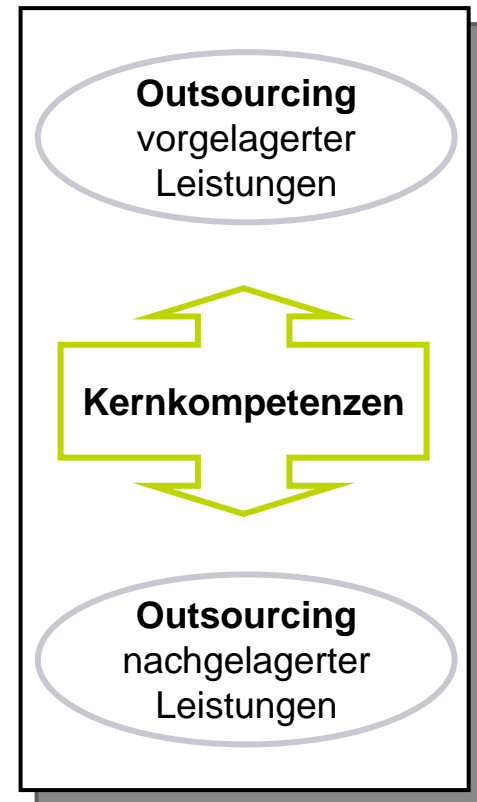 Outsourcing
vorgelagerter
Leistungen
Kernkompetenzen
Outsourcing
nachgelagerter
Leistungen